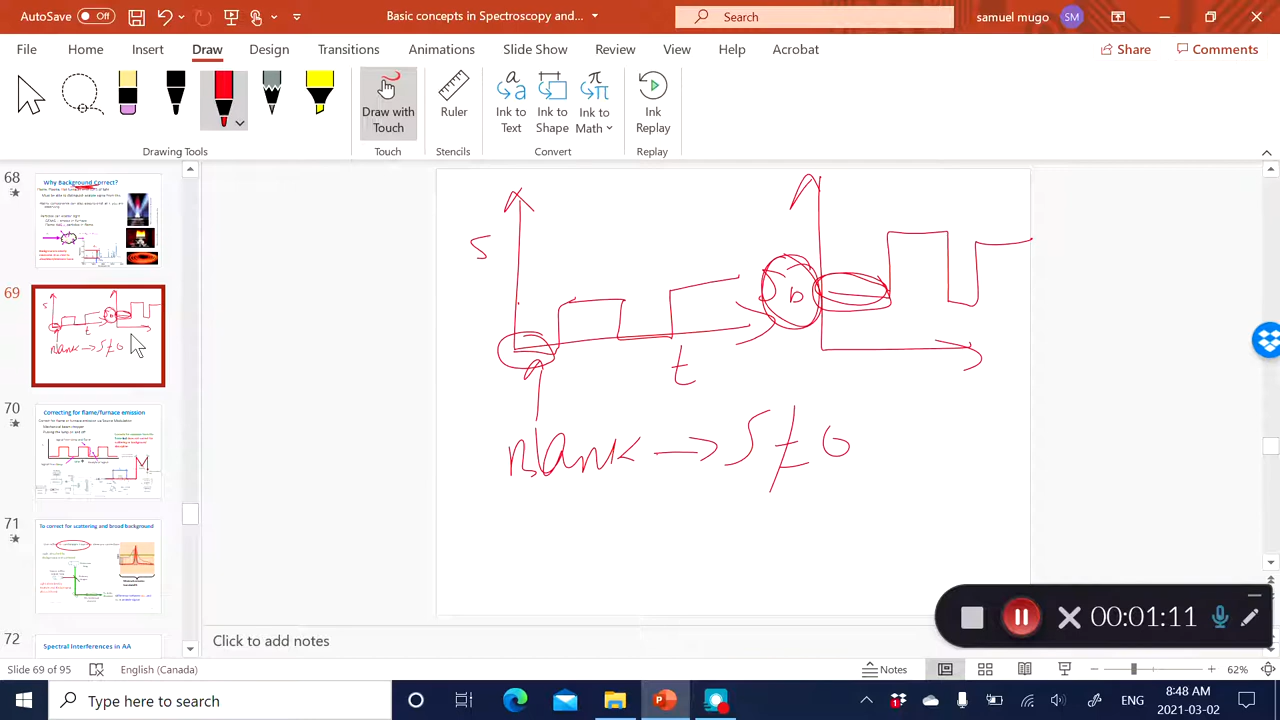 AutoSave Off Basic concepts in Spectroscopy and... Search samuel mugo SM
File Home Insert Draw Design Transitions Animations Slide Show Review View Help Acrobat Share Comments
Draw with Touch
Ruler
Ink to Text
Ink to Shape
Ink to Math
Ink Replay
Drawing Tools Touch Stencils Convert Replay
68
Why Background Correct?
69
S
t
blank → S ≠ 0
70
Correcting for flame/furnace emission
71
To correct for scattering and broad background
72
Spectral Interferences in AA
S
b
t
Blank → S ≠ 0
00:01:11
Click to add notes
Slide 69 of 95 English (Canada) Notes 62%
Type here to search
ENG
8:48 AM
2021-03-02